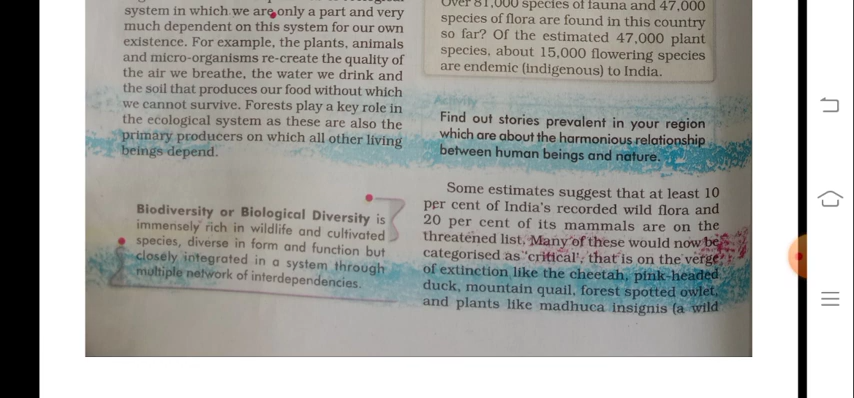 system in which we are only a part and very
much dependent on this system for our own
existence. For example, the plants, animals
and micro-organisms re-create the quality of
the air we breathe, the water we drink and
the soil that produces our food without which
we cannot survive. Forests play a key role in
the ecological system as these are also the
primary producers on which all other living
beings depend.
Biodiversity or Biological Diversity is
immensely rich in wildlife and cultivated
species, diverse in form and function but
closely integrated in a system through
multiple network of interdependencies.
Over 81,000 species of fauna and 47,000
species of flora are found in this country
so far? Of the estimated 47,000 plant
species, about 15,000 flowering species
are endemic (indigenous) to India.
Activity
Find out stories prevalent in your region
which are about the harmonious relationship
between human beings and nature.
Some estimates suggest that at least 10
per cent of India's recorded wild flora and
20 per cent of its mammals are on the
threatened list. Many of these would now be
categorised as 'critical', that is on the verge
of extinction like the cheetah, pink-headed
duck, mountain quail, forest spotted owlet,
and plants like madhuca insignis (a wild